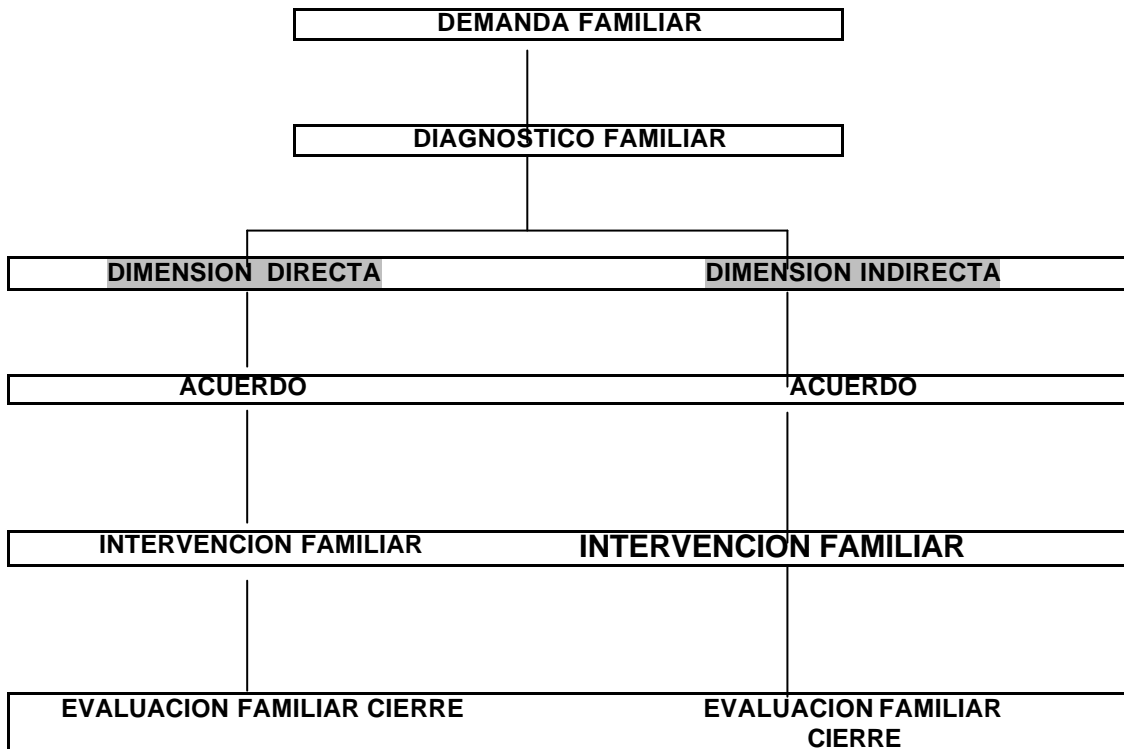 DEMANDA FAMILIAR
DIAGNOSTICO FAMILIAR
DIMENSION DIRECTA
DIMENSION INDIRECTA
ACUERDO
ACUERDO
INTERVENCION FAMILIAR
INTERVENCION FAMILIAR
EVALUACION FAMILIAR CIERRE
EVALUACION FAMILIAR
CIERRE